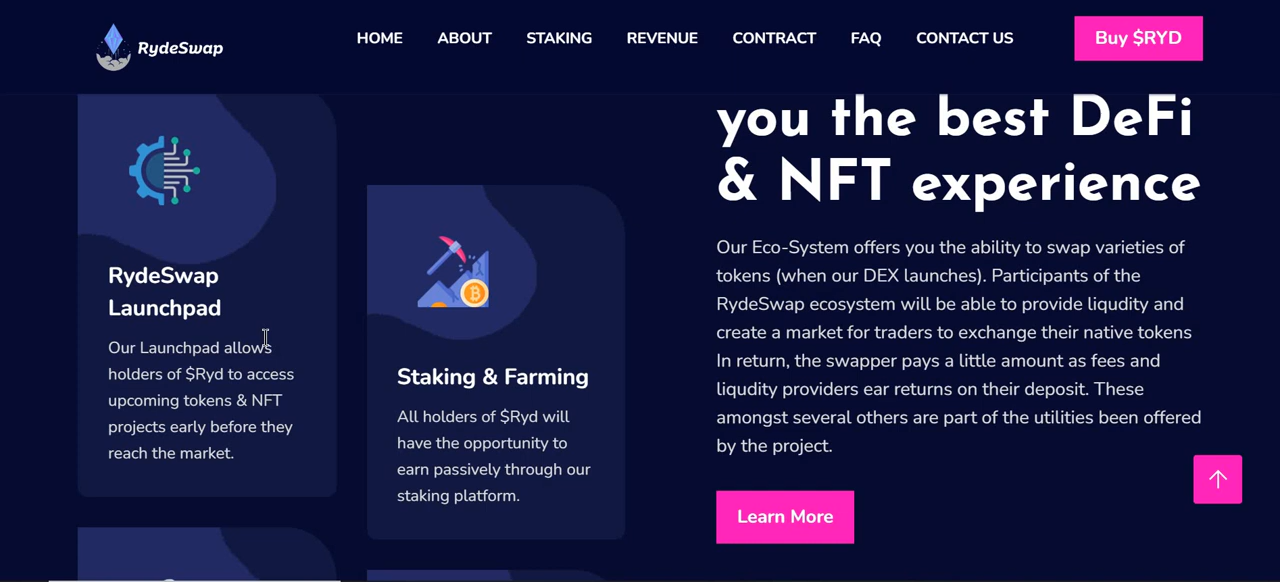 RydeSwap
HOME ABOUT STAKING REVENUE CONTRACT FAQ CONTACT US
Buy $RYD
RydeSwap
Launchpad
Our Launchpad allows
holders of $Ryd to access
upcoming tokens & NFT
projects early before they
reach the market.
Staking & Farming
All holders of $Ryd will
have the opportunity to
earn passively through our
staking platform.
you the best DeFi
& NFT experience
Our Eco-System offers you the ability to swap varieties of
tokens (when our DEX launches). Participants of the
RydeSwap ecosystem will be able to provide liqudity and
create a market for traders to exchange their native tokens
In return, the swapper pays a little amount as fees and
liqudity providers ear returns on their deposit. These
amongst several others are part of the utilities been offered
by the project.
Learn More